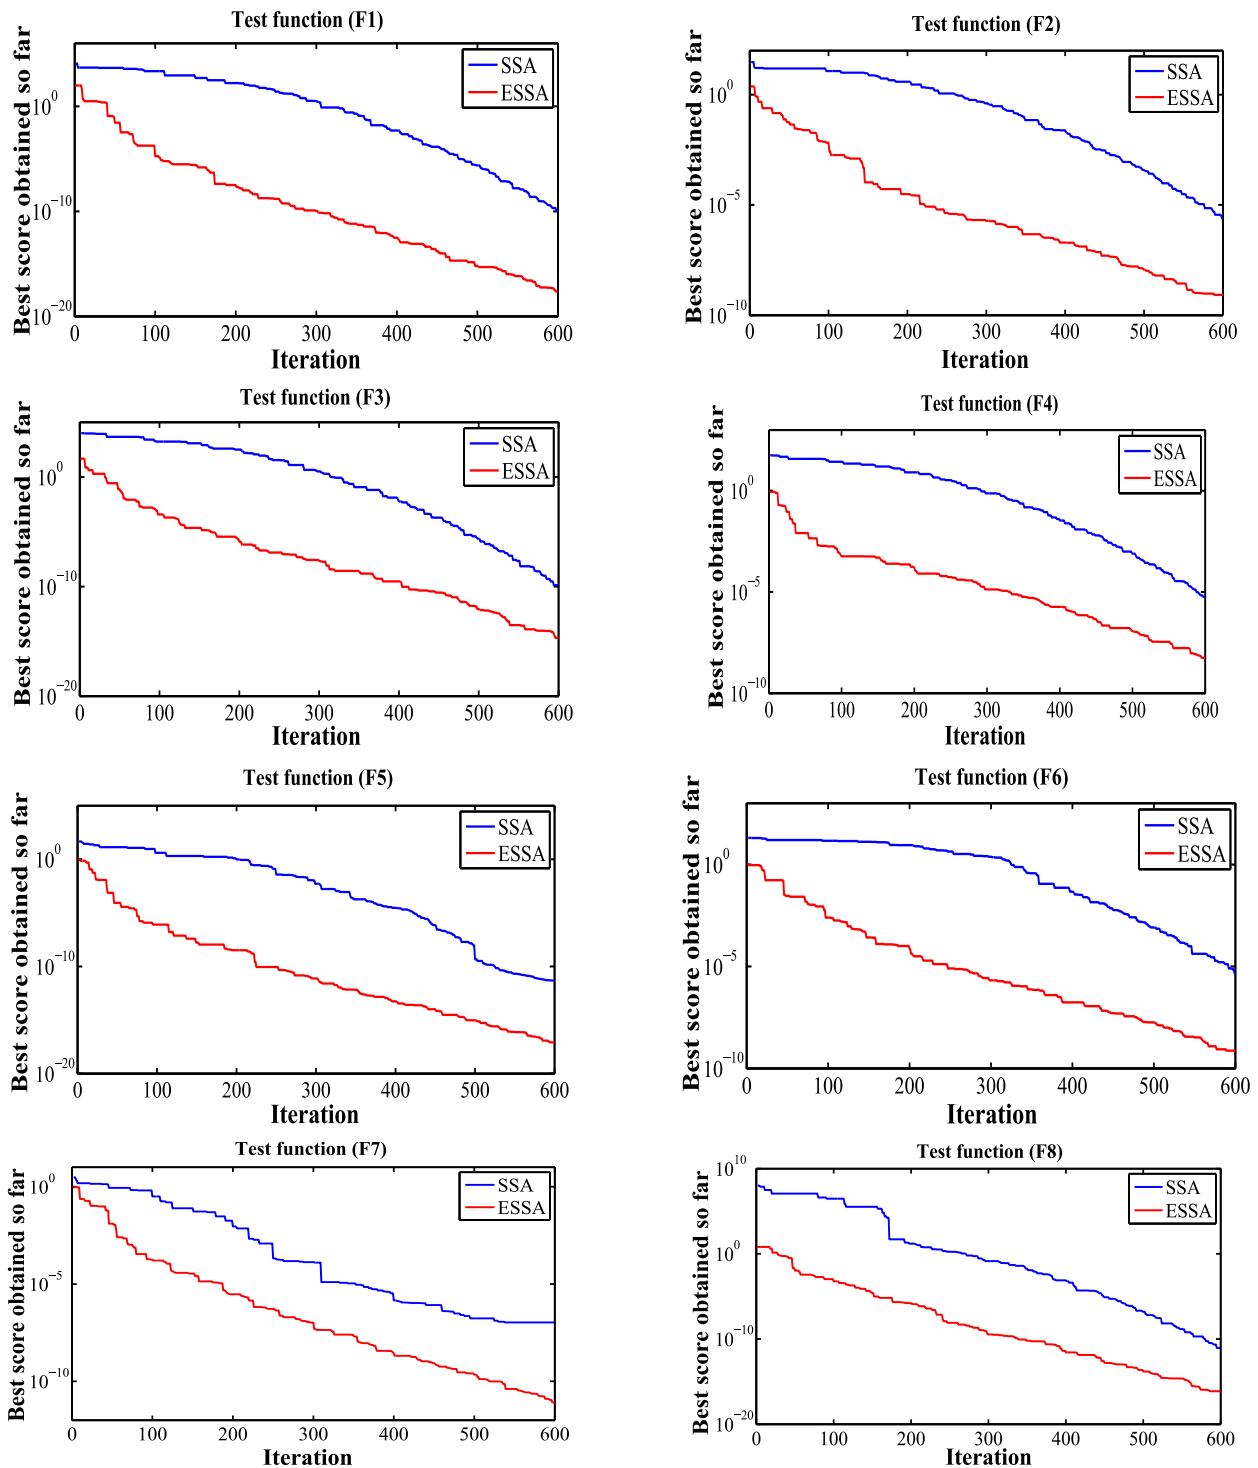 Test function (F1)
Best score obtained so far
SSA
ESSA
10^0
10^−10
10^−20
0 100 200 300 400 500 600
Iteration
Test function (F2)
Best score obtained so far
SSA
ESSA
10^0
10^−5
10^−10
0 100 200 300 400 500 600
Iteration
Test function (F3)
Best score obtained so far
SSA
ESSA
10^0
10^−10
10^−20
0 100 200 300 400 500 600
Iteration
Test function (F4)
Best score obtained so far
SSA
ESSA
10^0
10^−5
10^−10
0 100 200 300 400 500 600
Iteration
Test function (F5)
Best score obtained so far
SSA
ESSA
10^0
10^−10
10^−20
0 100 200 300 400 500 600
Iteration
Test function (F6)
Best score obtained so far
SSA
ESSA
10^0
10^−5
10^−10
0 100 200 300 400 500 600
Iteration
Test function (F7)
Best score obtained so far
SSA
ESSA
10^0
10^−5
10^−10
0 100 200 300 400 500 600
Iteration
Test function (F8)
Best score obtained so far
SSA
ESSA
10^10
10^0
10^−10
10^−20
0 100 200 300 400 500 600
Iteration